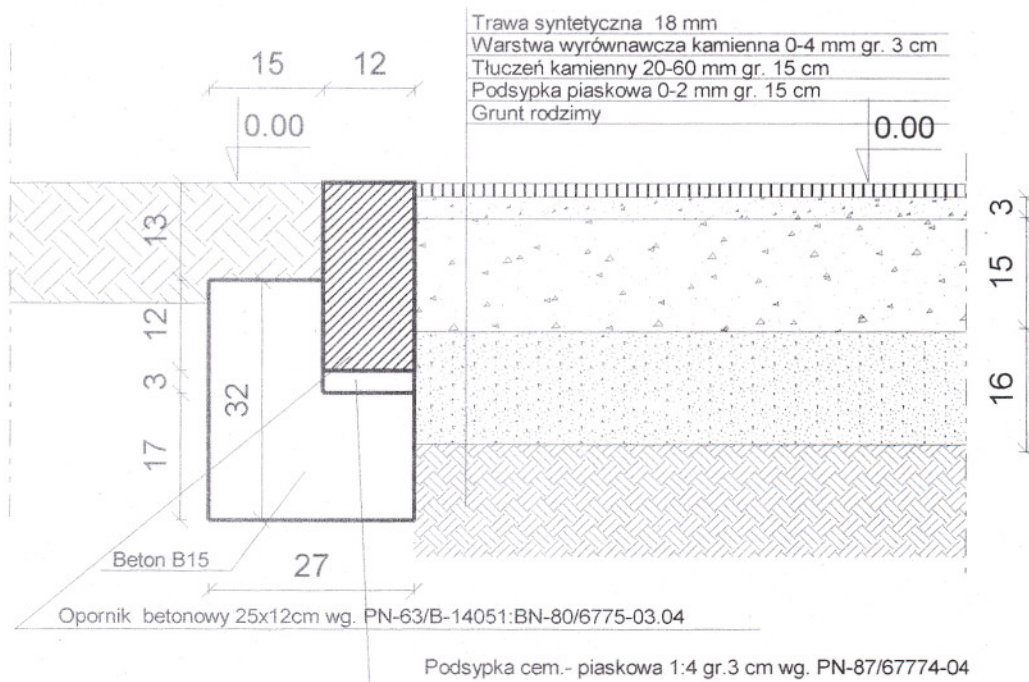 Trawa syntetyczna 18 mm
Warstwa wyrównawcza kamienna 0-4 mm gr. 3 cm
Tłuczeń kamienny 20-60 mm gr. 15 cm
Podsypka piaskowa 0-2 mm gr. 15 cm
Grunt rodzimy
15 12
0.00
0.00
13
12
3
17
32
3
15
16
Beton B15
27
Opornik betonowy 25x12cm wg. PN-63/B-14051:BN-80/6775-03.04
Podsypka cem.- piaskowa 1:4 gr.3 cm wg. PN-87/67774-04